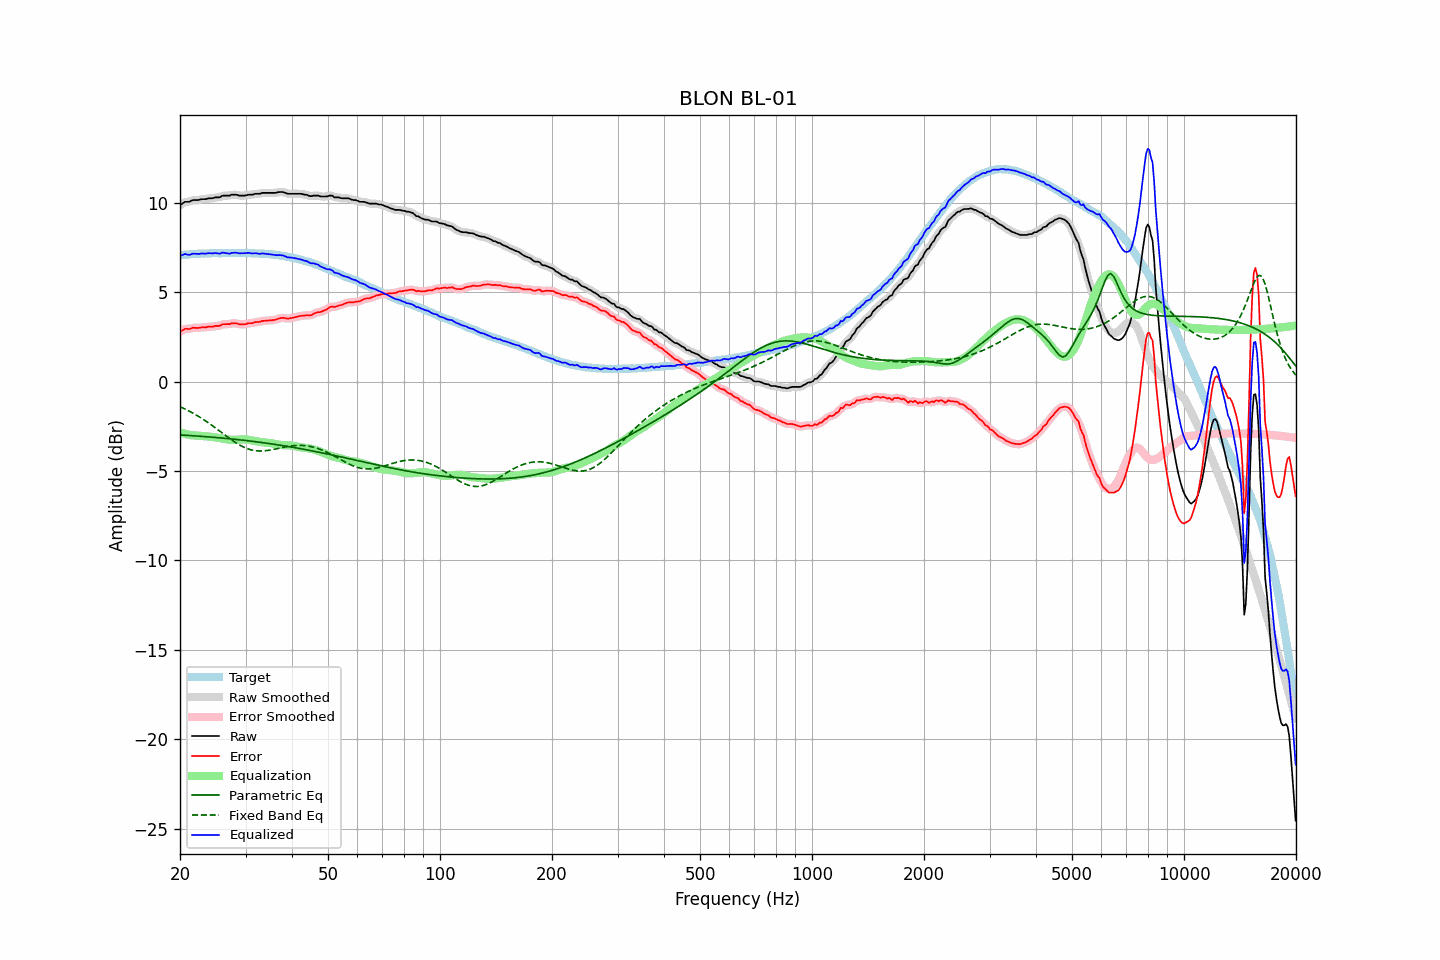 BLON BL-01
Amplitude (dBr)
10
5
0
−5
−10
−15
−20
−25
Target
Raw Smoothed
Error Smoothed
Raw
Error
Equalization
Parametric Eq
Fixed Band Eq
Equalized
20 50 100 200 500 1000 2000 5000 10000 20000
Frequency (Hz)